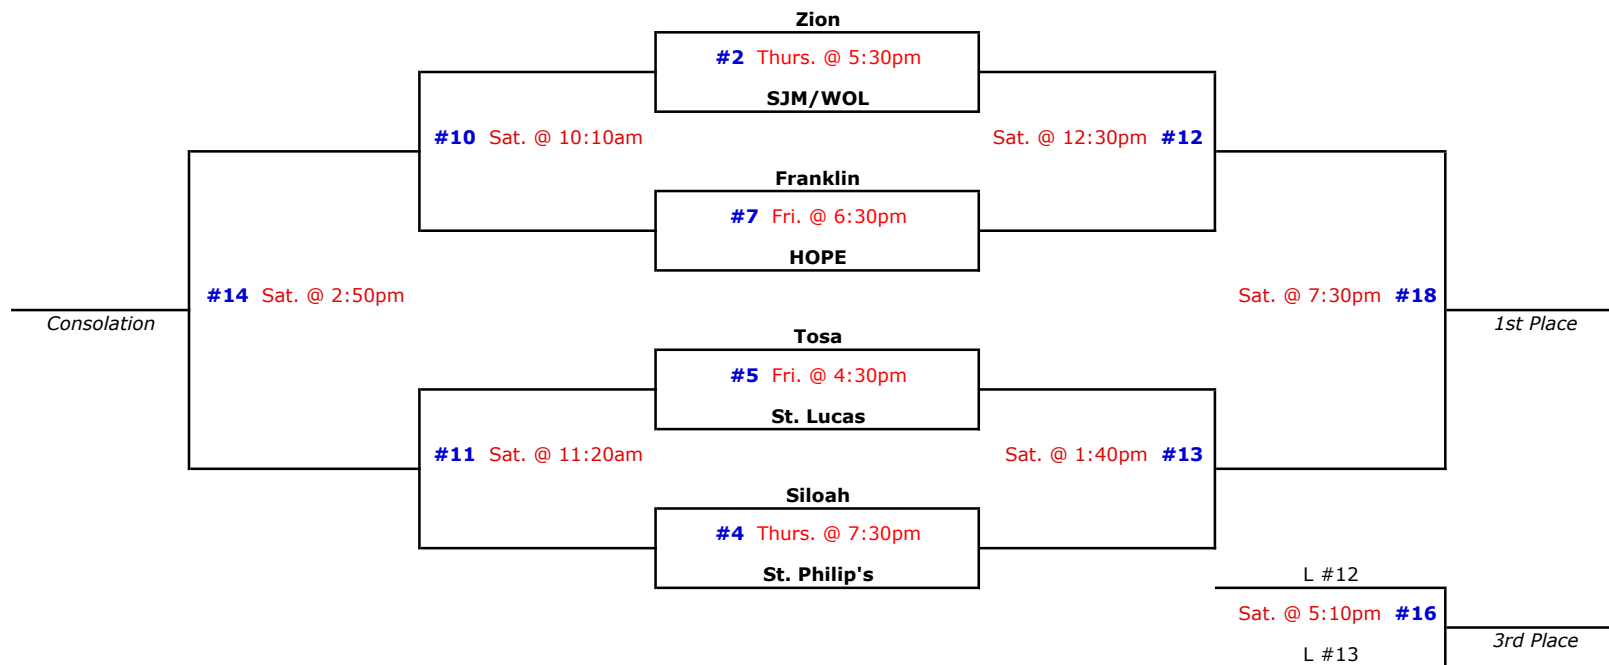 Zion
#2 Thurs. @ 5:30pm
SJM/WOL
#10 Sat. @ 10:10am
Sat. @ 12:30pm #12
Franklin
#7 Fri. @ 6:30pm
HOPE
#14 Sat. @ 2:50pm
Sat. @ 7:30pm #18
Consolation
1st Place
Tosa
#5 Fri. @ 4:30pm
St. Lucas
#11 Sat. @ 11:20am
Sat. @ 1:40pm #13
Siloah
#4 Thurs. @ 7:30pm
St. Philip's
L #12
Sat. @ 5:10pm #16
3rd Place
L #13